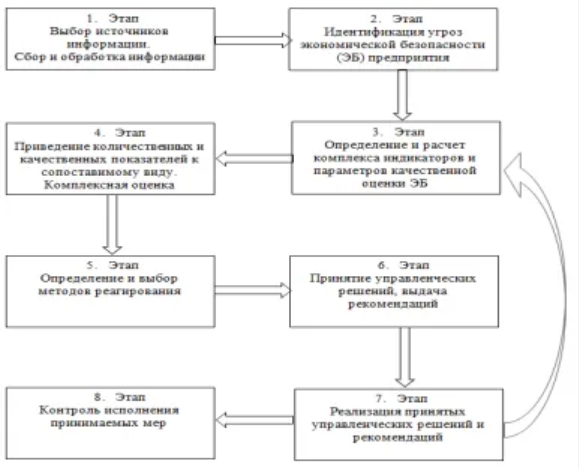 1. Этап
Выбор источников
информации.
Сбор и обработка информации
2. Этап
Идентификация угроз
экономической безопасности
(ЭБ) предприятия
3. Этап
Определение и расчет
комплекса индикаторов и
параметров качественной
оценки ЭБ
4. Этап
Приведение количественных и
качественных показателей к
сопоставимому виду.
Комплексная оценка
5. Этап
Определение и выбор
методов реагирования
6. Этап
Принятие управленческих
решений, выдача
рекомендаций
7. Этап
Реализация принятых
управленческих решений и
рекомендаций
8. Этап
Контроль исполнения
принимаемых мер